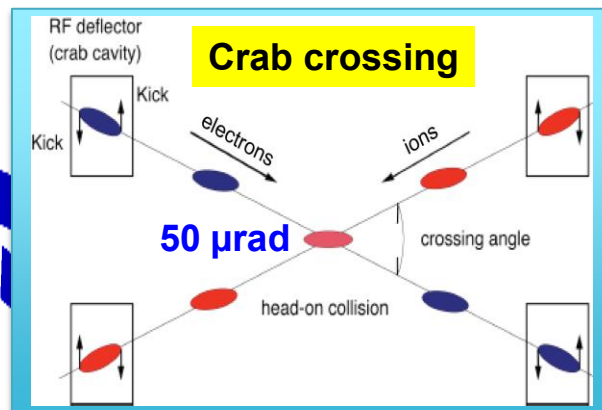 RF deflector
(crab cavity)
Crab crossing
Kick
Kick
electrons
ions
50 μrad
crossing angle
head-on collision